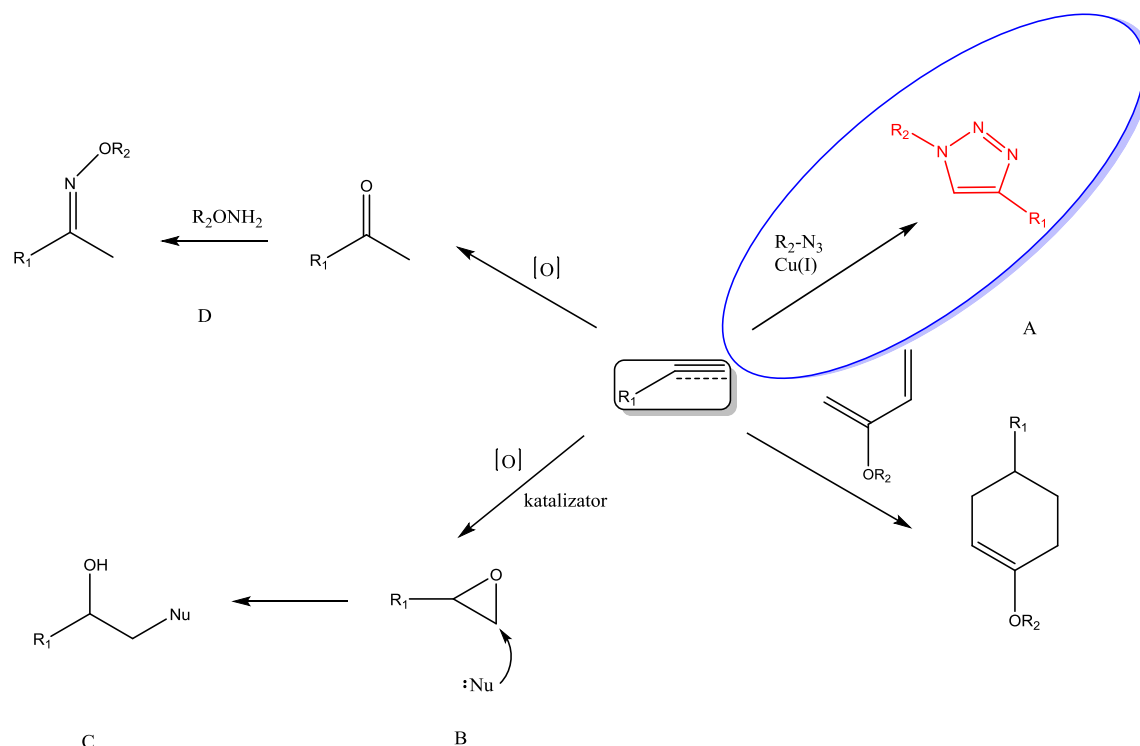 OR₂
N
R₁
D
R₂ONH₂
O
R₁
[O]
R₂
N
N
N
R₁
R₂-N₃
Cu(I)
A
R₁
OR₂
R₁
OR₂
[O]
katalizator
O
R₁
:Nu
B
OH
R₁
Nu
C